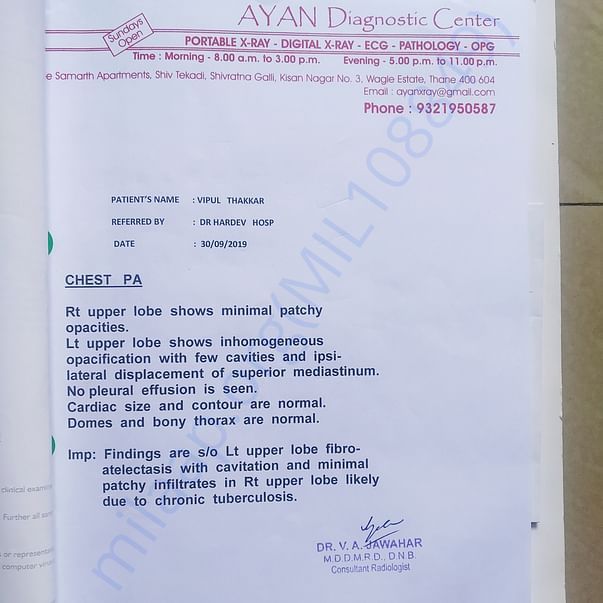 Sundays
Open
AYAN Diagnostic Center
PORTABLE X-RAY - DIGITAL X-RAY - ECG - PATHOLOGY - OPG
Time : Morning - 8.00 a.m. to 3.00 p.m. Evening - 5.00 p.m. to 11.00 p.m.
e Samarth Apartments, Shiv Tekadi, Shivratna Galli, Kisan Nagar No. 3, Wagle Estate, Thane 400 604
Email : ayanxray@gmail.com
Phone : 9321950587
PATIENT'S NAME : VIPUL THAKKAR
REFERRED BY : DR HARDEV HOSP
DATE : 30/09/2019
CHEST PA
Rt upper lobe shows minimal patchy
opacities.
Lt upper lobe shows inhomogeneous
opacification with few cavities and ipsi-
lateral displacement of superior mediastinum.
No pleural effusion is seen.
Cardiac size and contour are normal.
Domes and bony thorax are normal.
Imp: Findings are s/o Lt upper lobe fibro-
atelectasis with cavitation and minimal
patchy infiltrates in Rt upper lobe likely
due to chronic tuberculosis.
DR. V. A. JAWAHAR
M.D.D.M.R.D., D.N.B.
Consultant Radiologist
clinical
Further all
or
computer